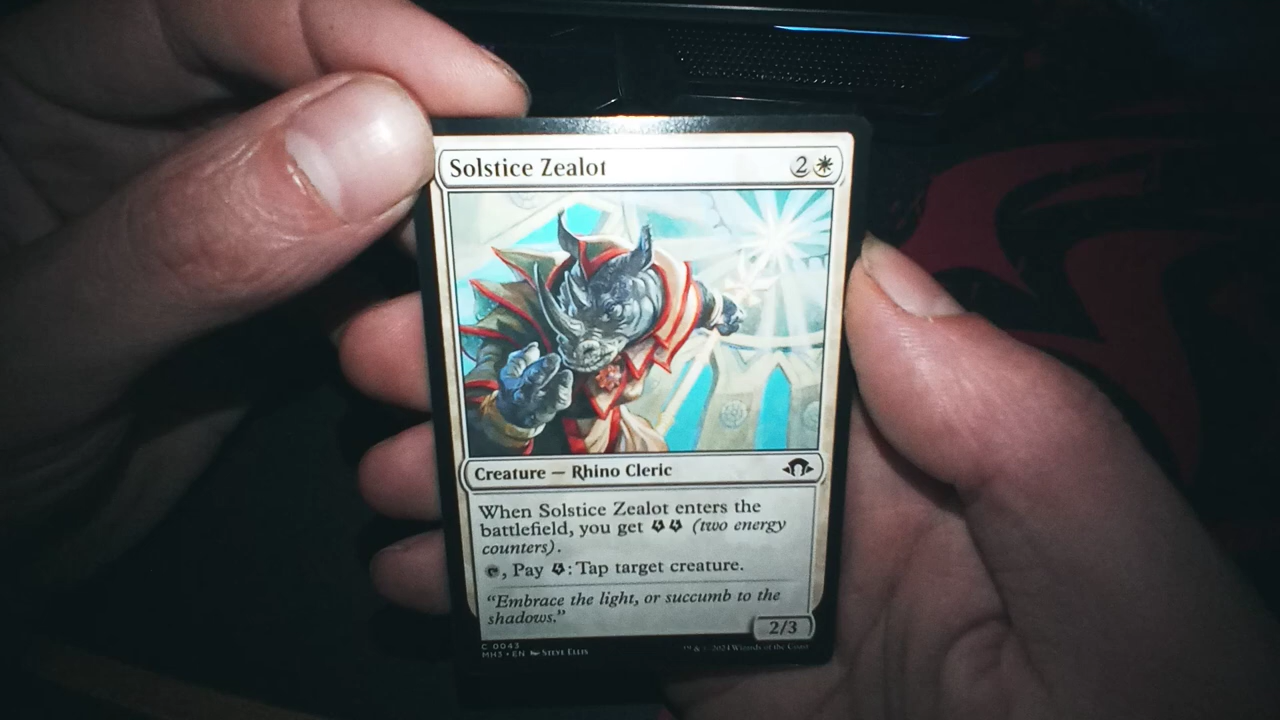 Solstice Zealot 2
Creature — Rhino Cleric
When Solstice Zealot enters the
battlefield, you get (two energy
counters).
, Pay : Tap target creature.
“Embrace the light, or succumb to the
shadows.”
2/3
C 0043
MH3 • EN Steve Ellis
™ & © 2024 Wizards of the Coast